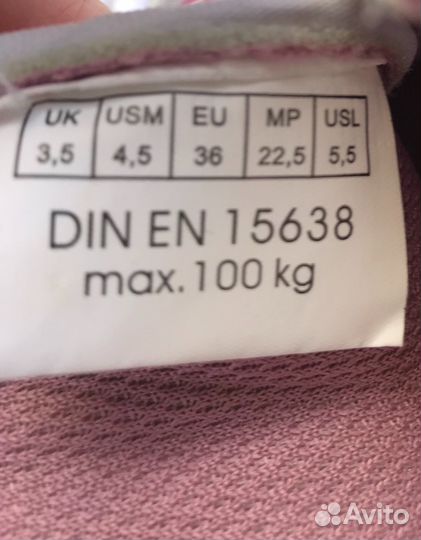 UK USM EU MP USL
3,5 4,5 36 22,5 5,5
DIN EN 15638
max. 100 kg
Avito